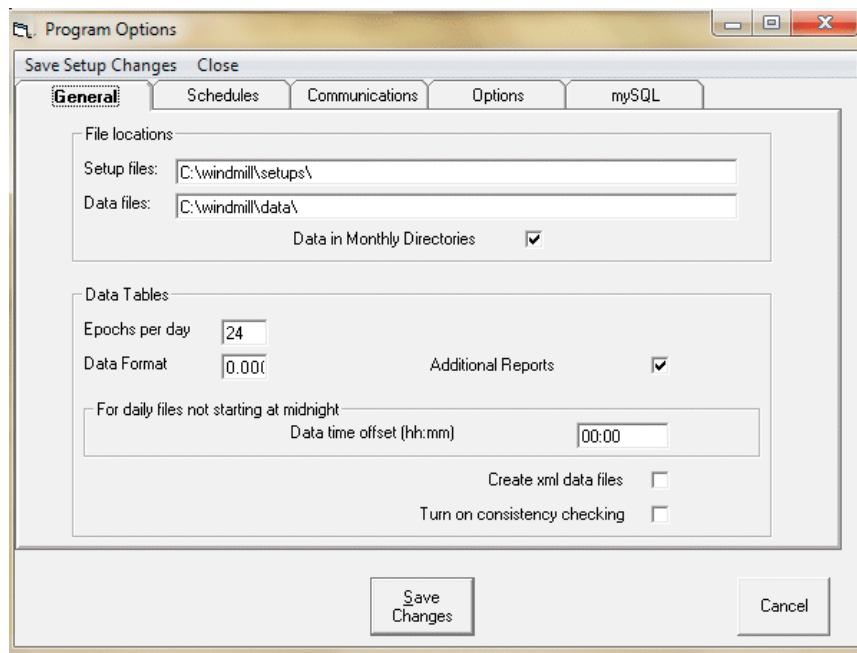 Program Options
Save Setup Changes Close
General Schedules Communications Options mySQL
File locations
Setup files: C:\windmill\setups\
Data files: C:\windmill\data\
Data in Monthly Directories
Data Tables
Epochs per day 24
Data Format 0.00( Additional Reports
For daily files not starting at midnight
Data time offset (hh:mm) 00:00
Create xml data files
Turn on consistency checking
Save
Changes
Cancel